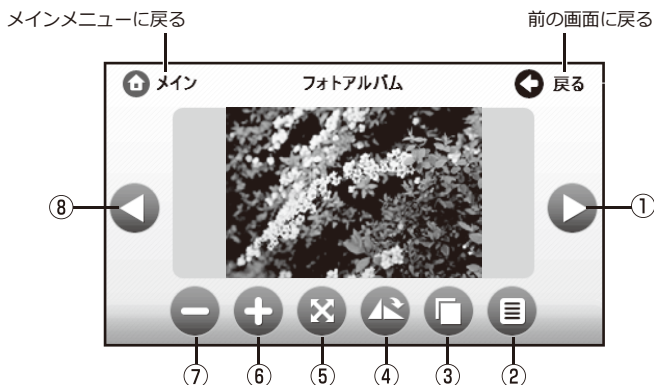 メインメニューに戻る
前の画面に戻る
メイン
フォトアルバム
戻る
⑧
①
⑦
⑥
⑤
④
③
②